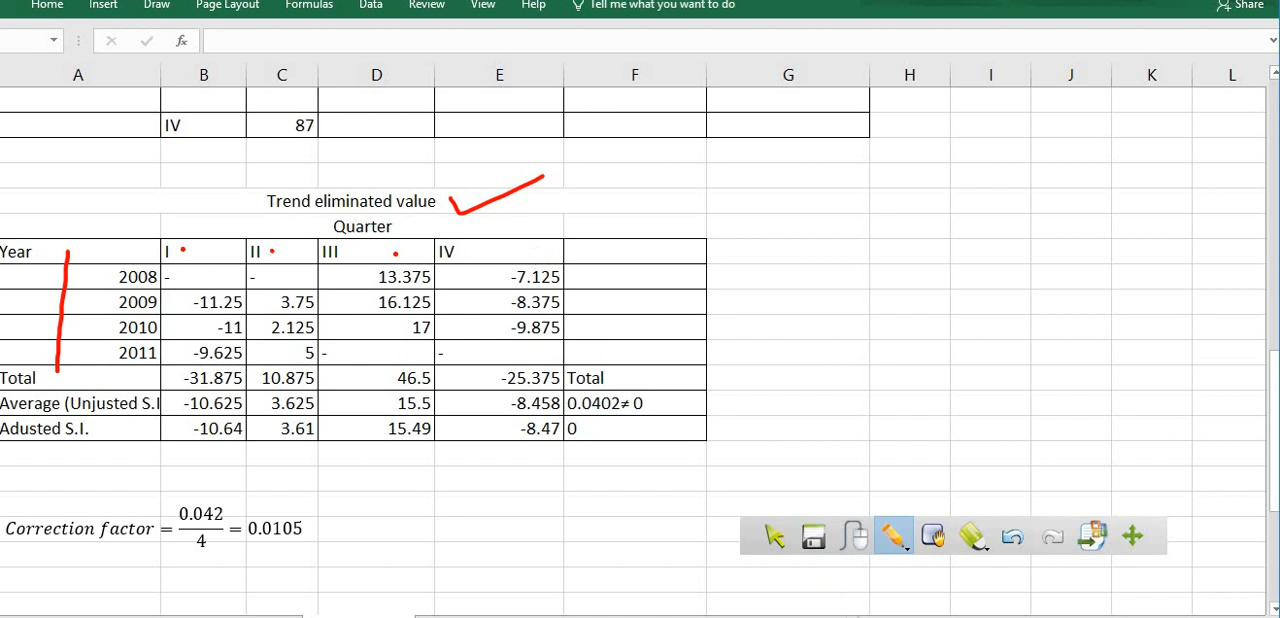 Home Insert Draw Page Layout Formulas Data Review View Help Tell me what you want to do Share
fx
A B C D E F G H I J K L
IV 87
Trend eliminated value
Quarter
Year I II III IV
2008 - - 13.375 -7.125
2009 -11.25 3.75 16.125 -8.375
2010 -11 2.125 17 -9.875
2011 -9.625 5 - -
Total -31.875 10.875 46.5 -25.375 Total
Average (Unjusted S.I -10.625 3.625 15.5 -8.458 0.0402≠ 0
Adusted S.I. -10.64 3.61 15.49 -8.47 0
Correction factor = 0.042/4 = 0.0105